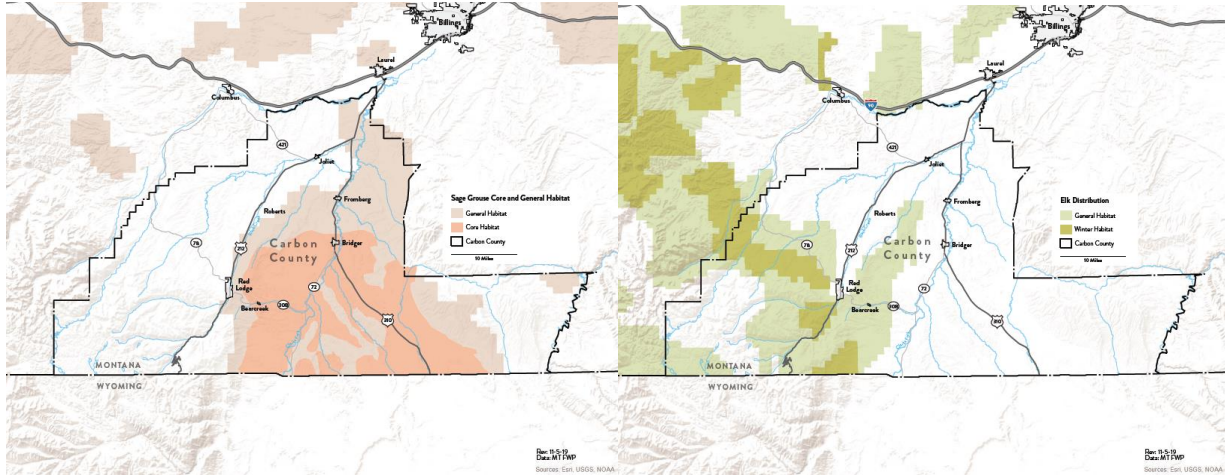 Billings
Laurel
Columbus
421
Joliet
Sage Grouse Core and General Habitat
General Habitat
Core Habitat
Carbon County
10 Miles
Fromberg
Roberts
Carbon
County
78
212
Bridger
Red
Lodge
72
Bearcreek
308
310
MONTANA
WYOMING
Rev: 11-5-19
Data: MT FWP
Sources: Esri, USGS, NOAA
Billings
Laurel
Columbus
90
421
Joliet
Elk Distribution
General Habitat
Winter Habitat
Carbon County
10 Miles
Fromberg
Roberts
Carbon
County
78
212
Bridger
Red
Lodge
72
Bearcreek
308
310
MONTANA
WYOMING
Rev: 11-5-19
Data: MT FWP
Sources: Esri, USGS, NOAA